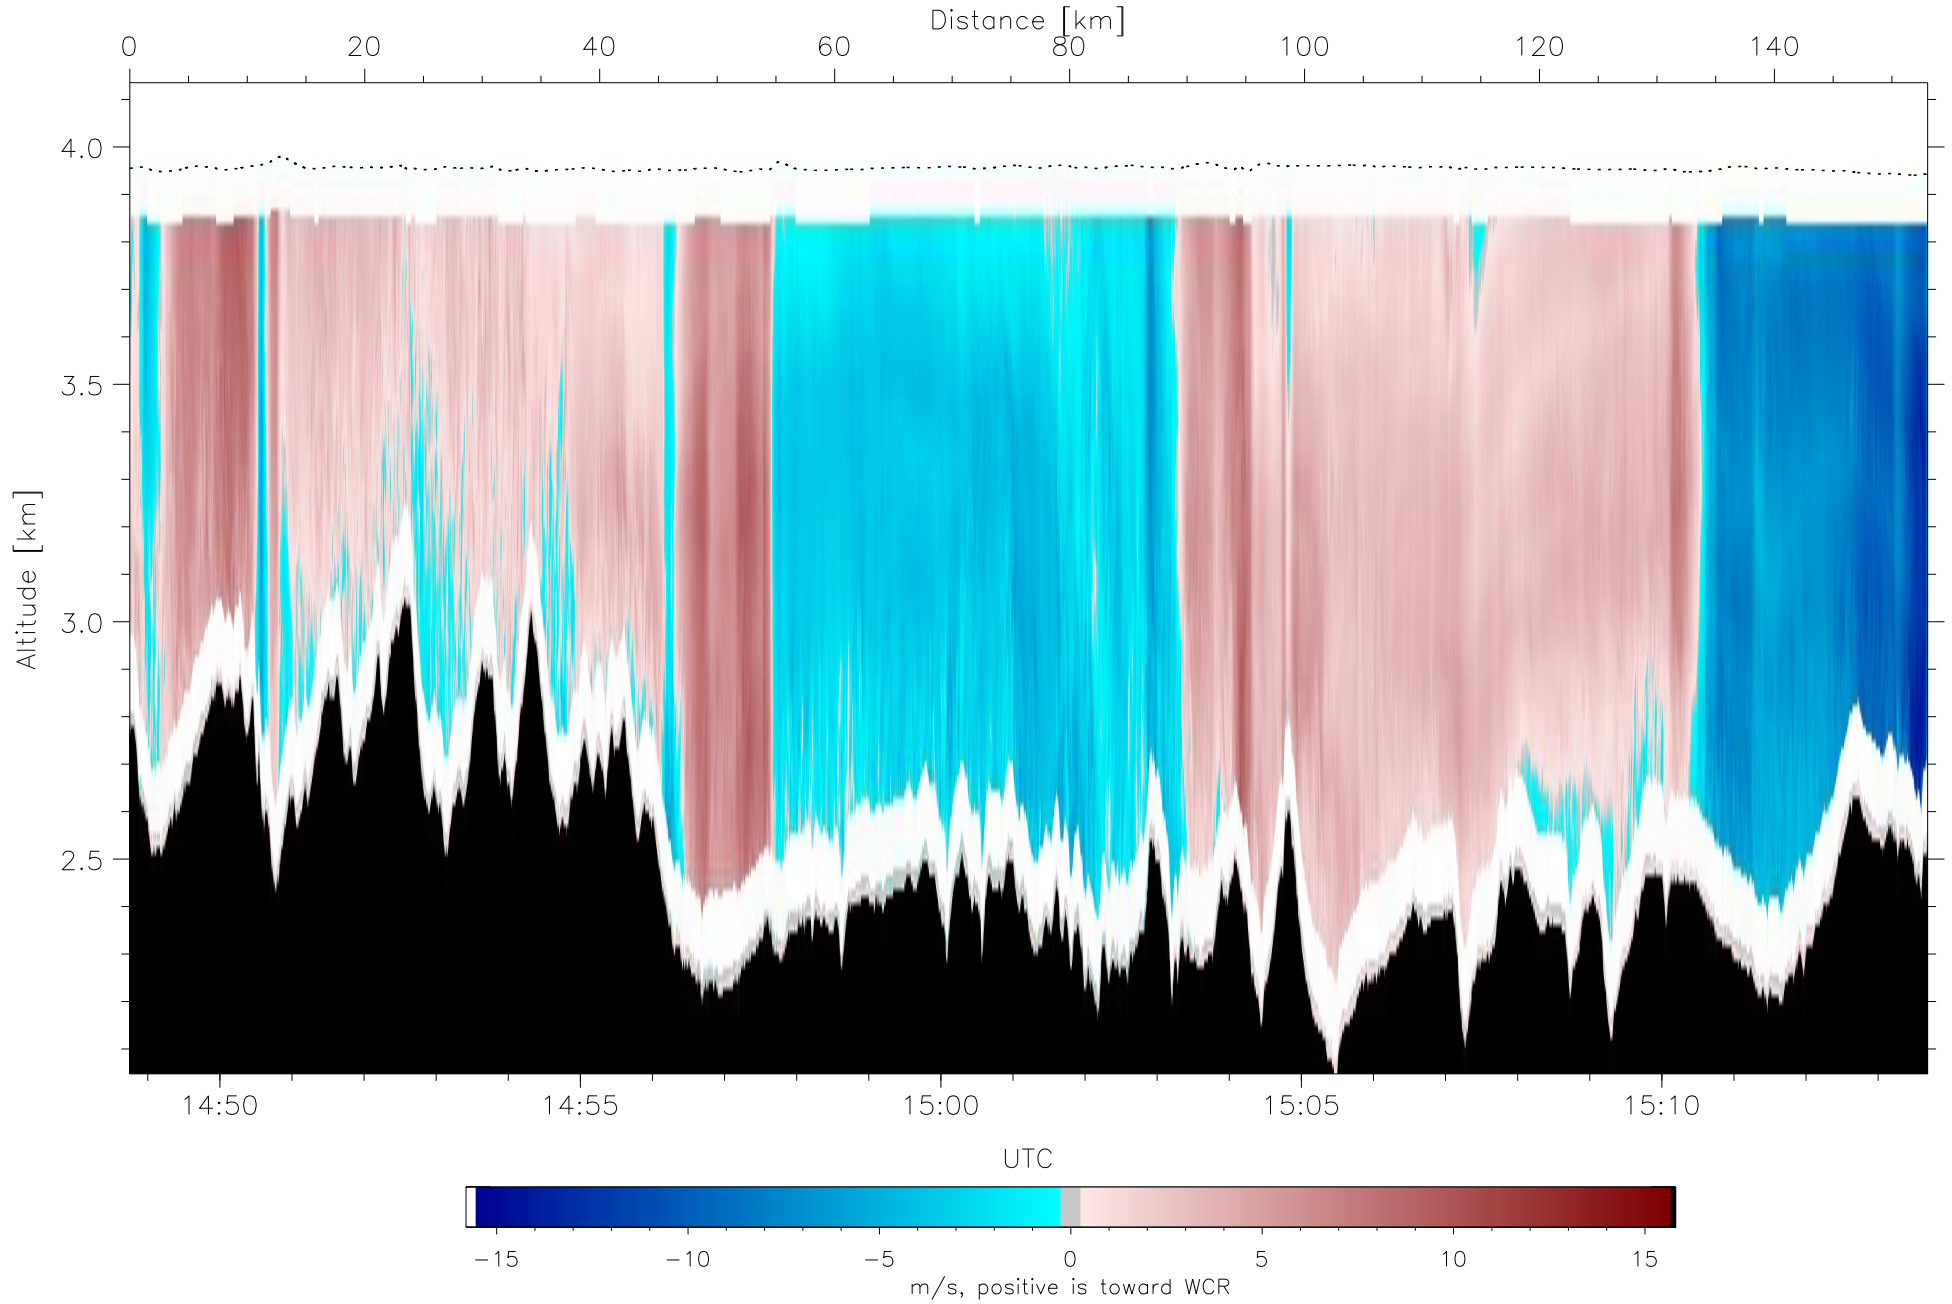 Distance [km]
0 20 40 60 80 100 120 140
Altitude [km]
4.0
3.5
3.0
2.5
14:50 14:55 15:00 15:05 15:10
UTC
−15 −10 −5 0 5 10 15
m/s, positive is toward WCR